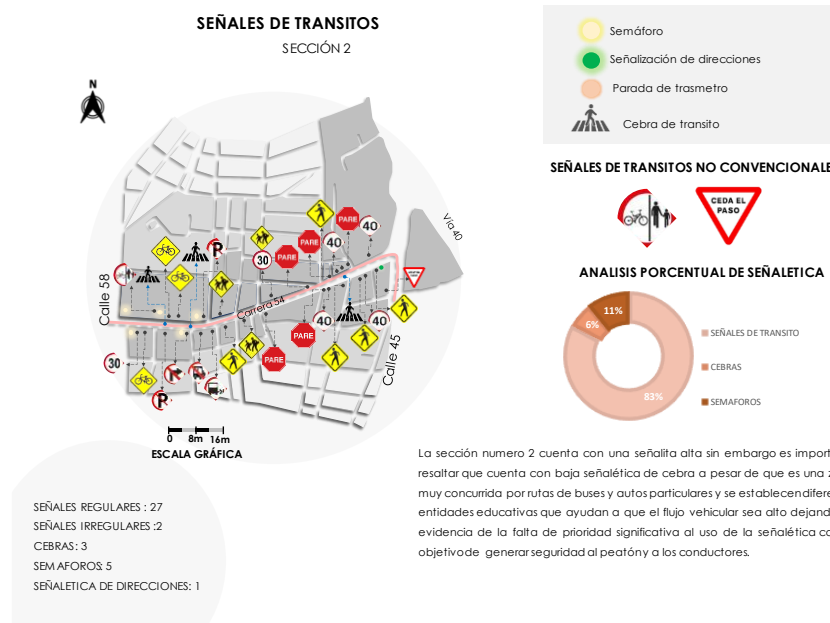 SEÑALES DE TRANSITOS
SECCIÓN 2
N
Semáforo
Señalización de direcciones
Parada de trasmetro
Cebra de transito
SEÑALES DE TRANSITOS NO CONVENCIONALE
CEDA EL
PASO
ANALISIS PORCENTUAL DE SEÑALETICA
11%
6%
83%
SEÑALES DE TRANSITO
CEBRAS
SEMAFOROS
PARE
40
PARE
40
P
30
PARE
Vía 40
Calle 58
Carrera 54
40
40
PARE
PARE
30
P
Calle 45
0 8m 16m
ESCALA GRÁFICA
SEÑALES REGULARES : 27
SEÑALES IRREGULARES :2
CEBRAS: 3
SEMAFOROS: 5
SEÑALETICA DE DIRECCIONES: 1
La sección numero 2 cuenta con una señalita alta sin embargo es import
resaltar que cuenta con baja señalética de cebra a pesar de que es una
muy concurrida por rutas de buses y autos particulares y se establecen difere
entidades educativas que ayudan a que el flujo vehicular sea alto dejand
evidencia de la falta de prioridad significativa al uso de la señalética co
objetivo de generar seguridad al peatón y a los conductores.